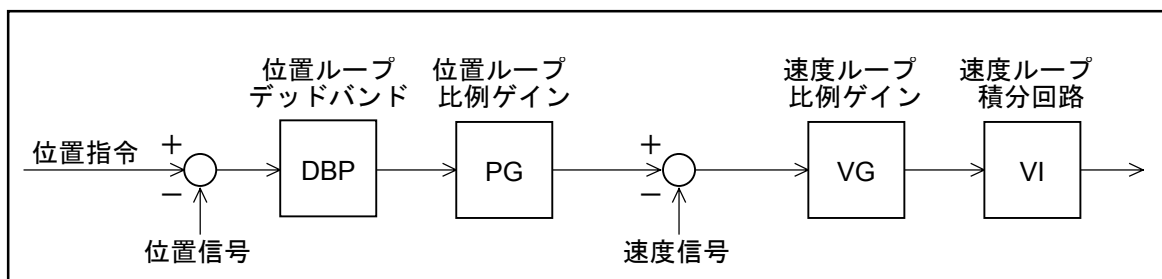 位置ループ
デッドバンド
位置ループ
比例ゲイン
速度ループ
比例ゲイン
速度ループ
積分回路
位置指令
+
−
DBP
PG
+
−
VG
VI
位置信号
速度信号